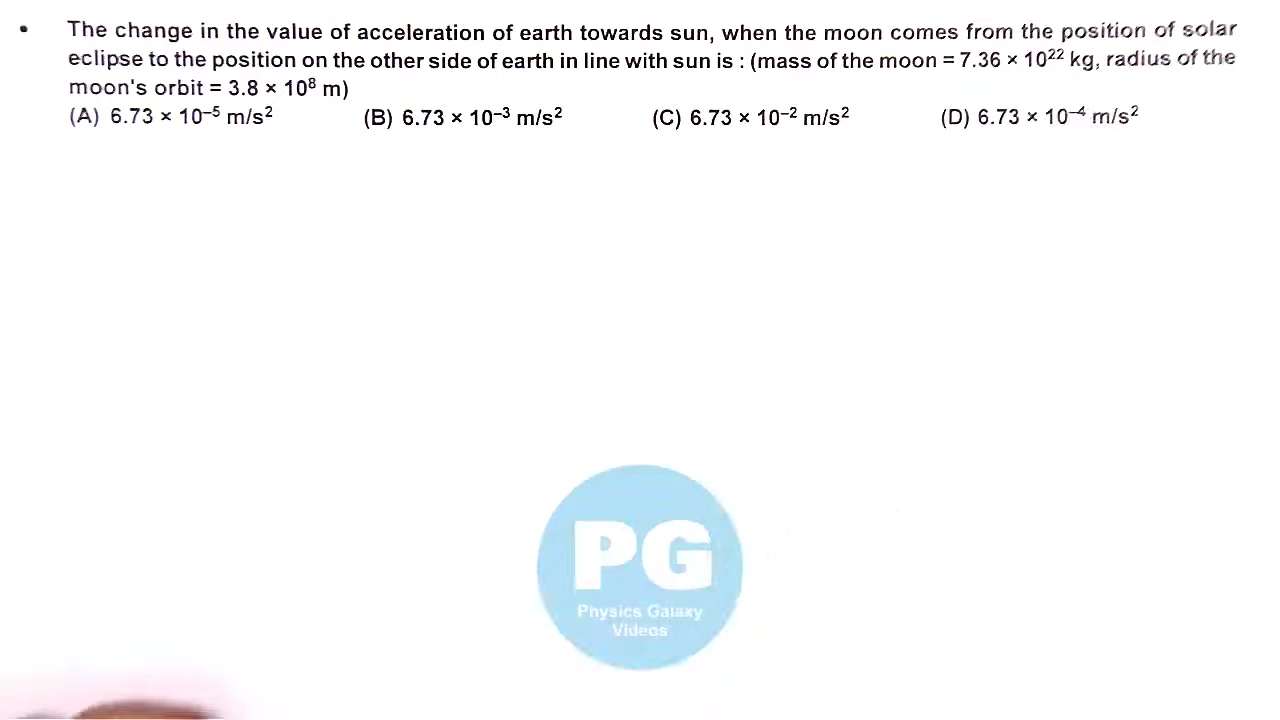 • The change in the value of acceleration of earth towards sun, when the moon comes from the position of solar
eclipse to the position on the other side of earth in line with sun is : (mass of the moon = 7.36 × 10²² kg, radius of the
moon's orbit = 3.8 × 10⁸ m)
(A) 6.73 × 10⁻⁵ m/s² (B) 6.73 × 10⁻³ m/s² (C) 6.73 × 10⁻² m/s² (D) 6.73 × 10⁻⁴ m/s²
PG
Physics Galaxy
Videos